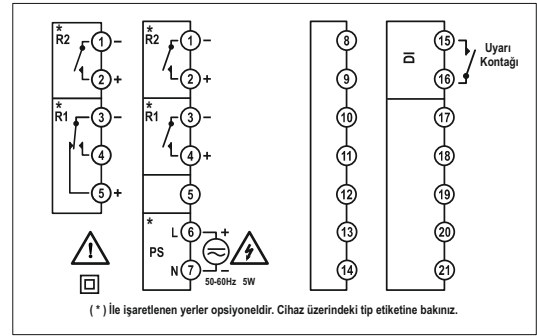 *
R2 1 –
2 +
*
R1 3 –
4
5 +
*
R2 1 –
2 +
*
R1 3 –
4 +
5
*
PS
L 6 +
N 7 –
50-60Hz 5W
8
9
10
11
12
13
14
DI
15
16
Uyarı
Kontağı
17
18
19
20
21
( * ) İle işaretlenen yerler opsiyoneldir. Cihaz üzerindeki tip etiketine bakınız.